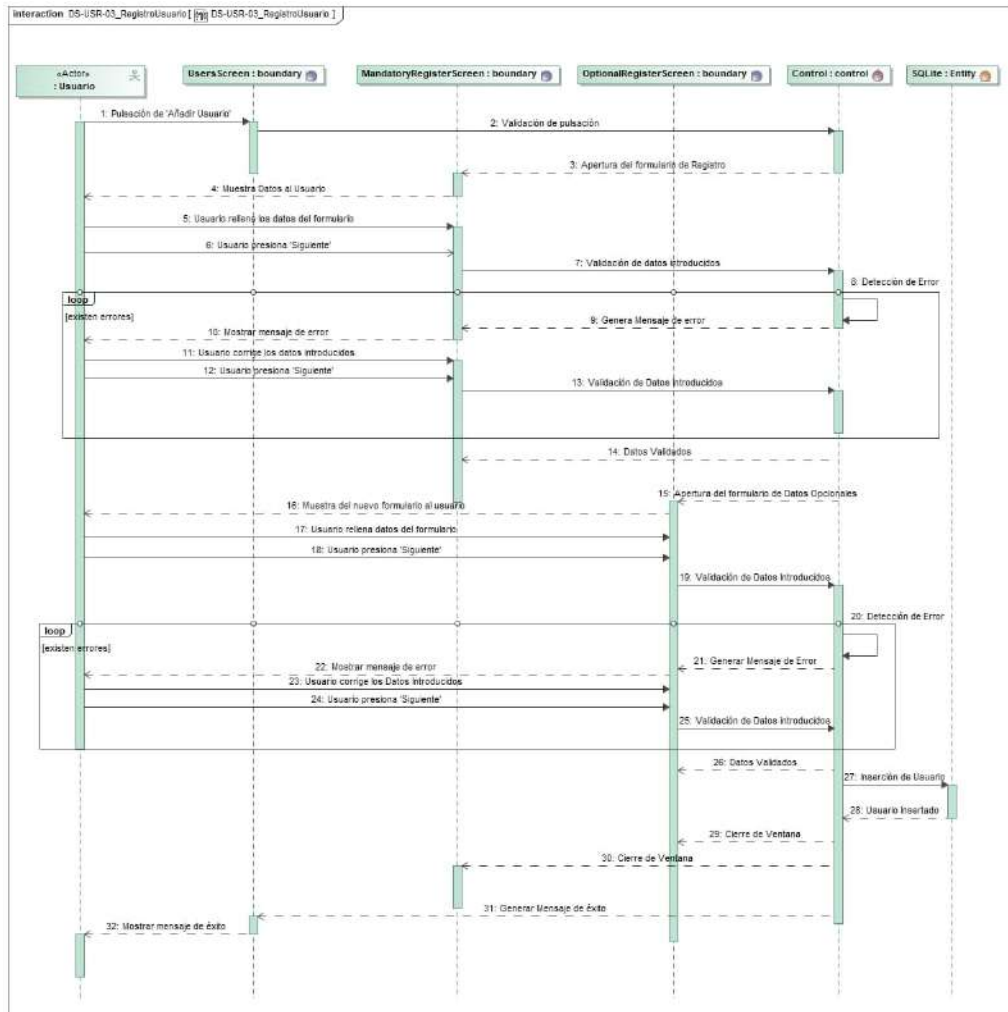 interaction DS-USR-03_RegistroUsuario [ DS-USR-03_RegistroUsuario ]
«Actor»
: Usuario
UsersScreen : boundary
MandatoryRegisterScreen : boundary
OptionalRegisterScreen : boundary
Control : control
SQLite : Entity
1: Pulsación de 'Añadir Usuario'
2: Validación de pulsación
3: Apertura del formulario de Registro
4: Muestra Datos al Usuario
5: Usuario rellena los datos del formulario
6: Usuario presiona 'Siguiente'
7: Validación de datos introducidos
8: Detección de Error
loop
[existen errores]
9: Genera Mensaje de error
10: Mostrar mensaje de error
11: Usuario corrige los datos introducidos
12: Usuario presiona 'Siguiente'
13: Validación de Datos Introducidos
14: Datos Validados
15: Apertura del formulario de Datos Opcionales
16: Muestra del nuevo formulario al usuario
17: Usuario rellena datos del formulario
18: Usuario presiona 'Siguiente'
19: Validación de Datos Introducidos
20: Detección de Error
loop
[existen errores]
21: Generar Mensaje de Error
22: Mostrar mensaje de error
23: Usuario corrige los Datos Introducidos
24: Usuario presiona 'Siguiente'
25: Validación de Datos introducidos
26: Datos Validados
27: Inserción de Usuario
28: Usuario Insertado
29: Cierre de Ventana
30: Cierre de Ventana
31: Generar Mensaje de éxito
32: Mostrar mensaje de éxito